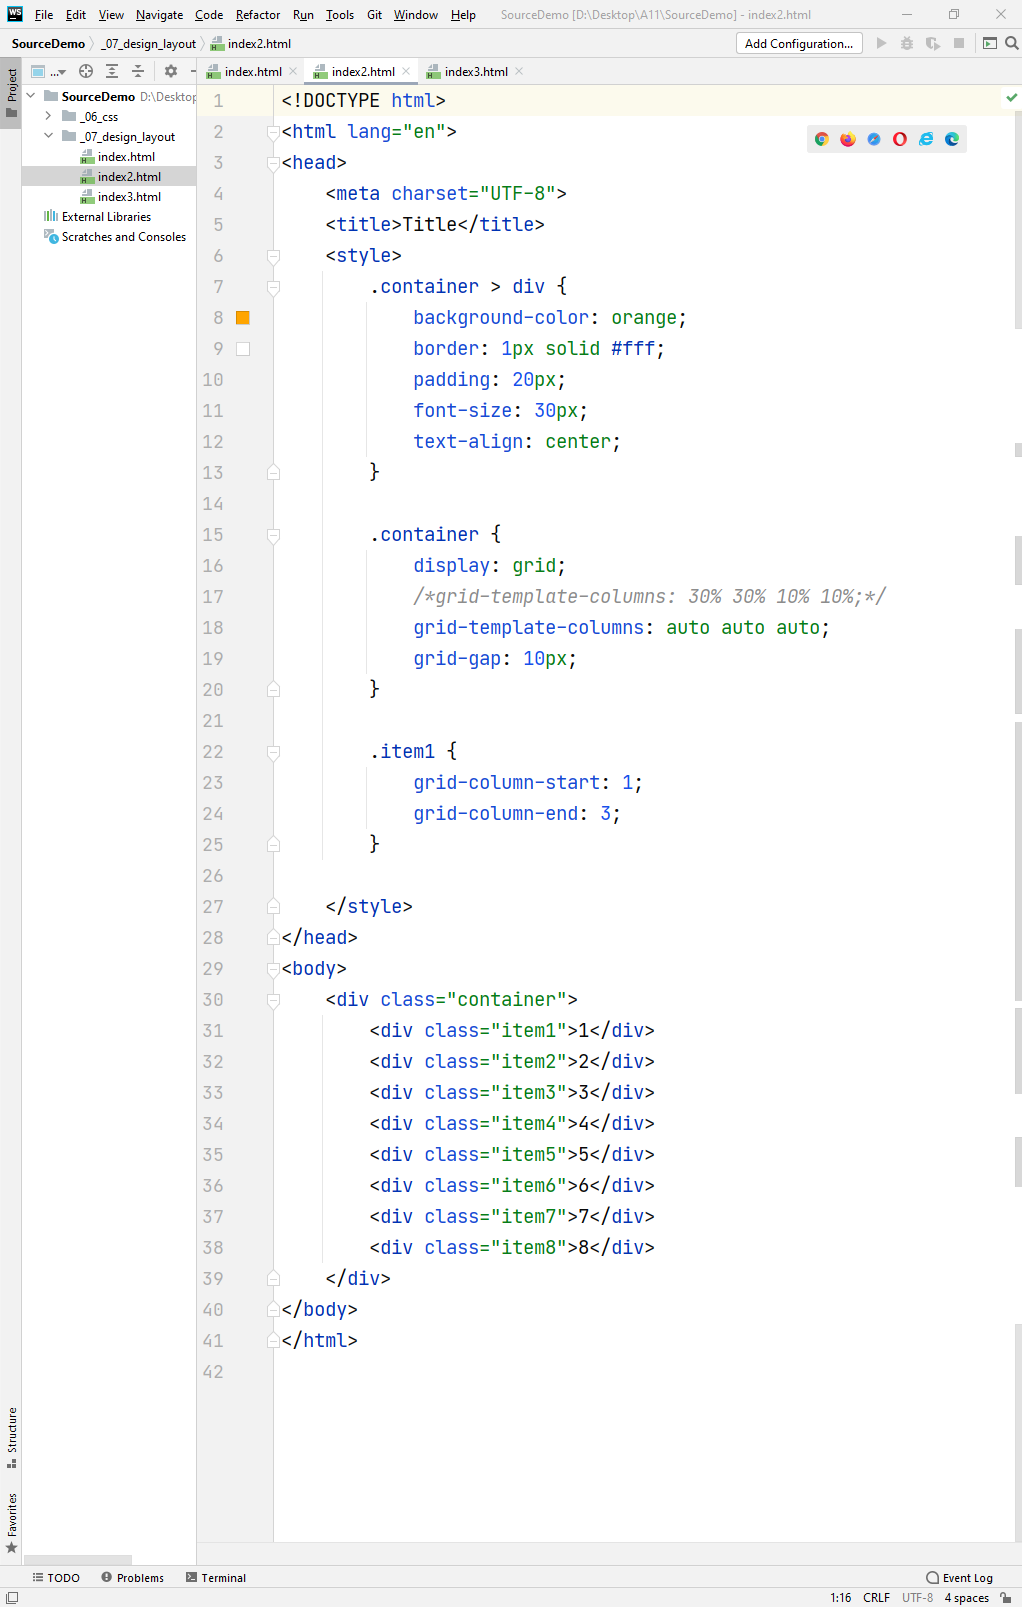 WS File Edit View Navigate Code Refactor Run Tools Git Window Help SourceDemo [D:\Desktop\A11\SourceDemo] - index2.html
SourceDemo _07_design_layout index2.html Add Configuration...
Project
... index.html index2.html index3.html
SourceDemo D:\Desktop
_06_css
_07_design_layout
index.html
index2.html
index3.html
External Libraries
Scratches and Consoles
1 <!DOCTYPE html>
2 <html lang="en">
3 <head>
4 <meta charset="UTF-8">
5 <title>Title</title>
6 <style>
7 .container > div {
8 background-color: orange;
9 border: 1px solid #fff;
10 padding: 20px;
11 font-size: 30px;
12 text-align: center;
13 }
14
15 .container {
16 display: grid;
17 /*grid-template-columns: 30% 30% 10% 10%;*/
18 grid-template-columns: auto auto auto;
19 grid-gap: 10px;
20 }
21
22 .item1 {
23 grid-column-start: 1;
24 grid-column-end: 3;
25 }
26
27 </style>
28 </head>
29 <body>
30 <div class="container">
31 <div class="item1">1</div>
32 <div class="item2">2</div>
33 <div class="item3">3</div>
34 <div class="item4">4</div>
35 <div class="item5">5</div>
36 <div class="item6">6</div>
37 <div class="item7">7</div>
38 <div class="item8">8</div>
39 </div>
40 </body>
41 </html>
42
Structure
Favorites
TODO Problems Terminal Event Log
1:16 CRLF UTF-8 4 spaces